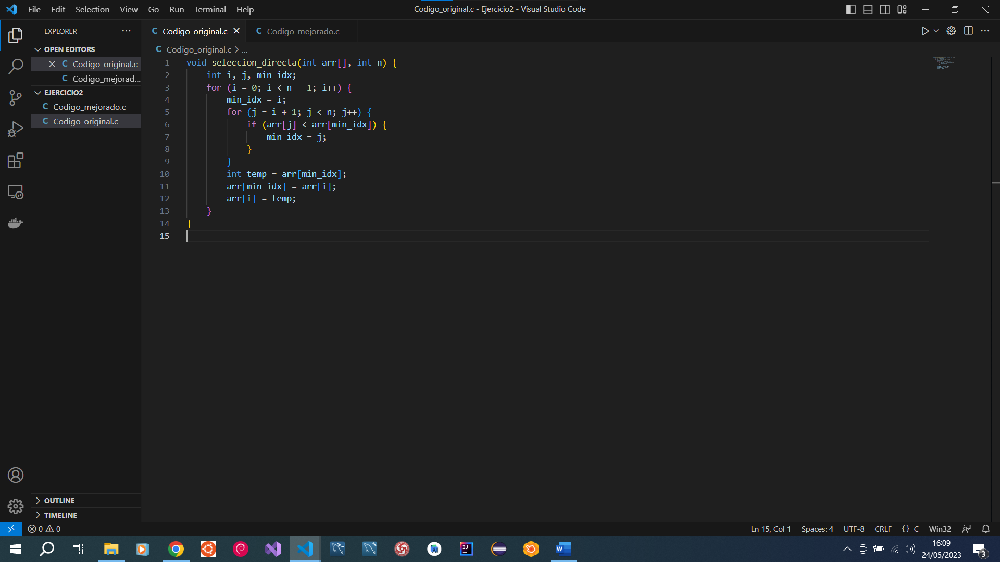 File Edit Selection View Go Run Terminal Help
Codigo_original.c - Ejercicio2 - Visual Studio Code
EXPLORER
OPEN EDITORS
Codigo_original.c
Codigo_mejorad...
EJERCICIO2
Codigo_mejorado.c
Codigo_original.c
OUTLINE
TIMELINE
Codigo_original.c
Codigo_mejorado.c
Codigo_original.c > ...
1 void seleccion_directa(int arr[], int n) {
2     int i, j, min_idx;
3     for (i = 0; i < n - 1; i++) {
4         min_idx = i;
5         for (j = i + 1; j < n; j++) {
6             if (arr[j] < arr[min_idx]) {
7                 min_idx = j;
8             }
9         }
10         int temp = arr[min_idx];
11         arr[min_idx] = arr[i];
12         arr[i] = temp;
13     }
14 }
15
0 0
Ln 15, Col 1 Spaces: 4 UTF-8 CRLF {} C Win32
16:09
24/05/2023
3